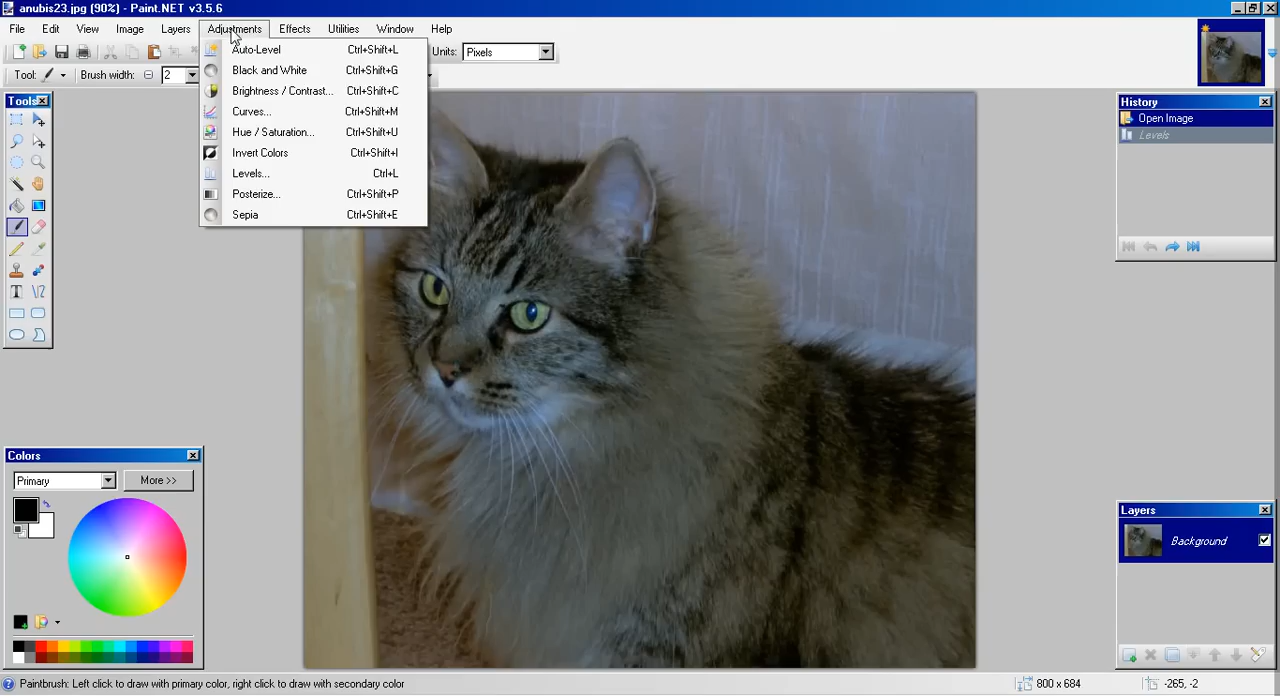 anubis23.jpg (90%) - Paint.NET v3.5.6
File Edit View Image Layers Adjustments Effects Utilities Window Help
Units: Pixels
Tool: Brush width: 2
Auto-Level Ctrl+Shift+L
Black and White Ctrl+Shift+G
Brightness / Contrast... Ctrl+Shift+C
Curves... Ctrl+Shift+M
Hue / Saturation... Ctrl+Shift+U
Invert Colors Ctrl+Shift+I
Levels... Ctrl+L
Posterize... Ctrl+Shift+P
Sepia Ctrl+Shift+E
Tools
History
Open Image
Levels
Colors
Primary More >>
Layers
Background
Paintbrush: Left click to draw with primary color, right click to draw with secondary color 800 x 684 -265, -2